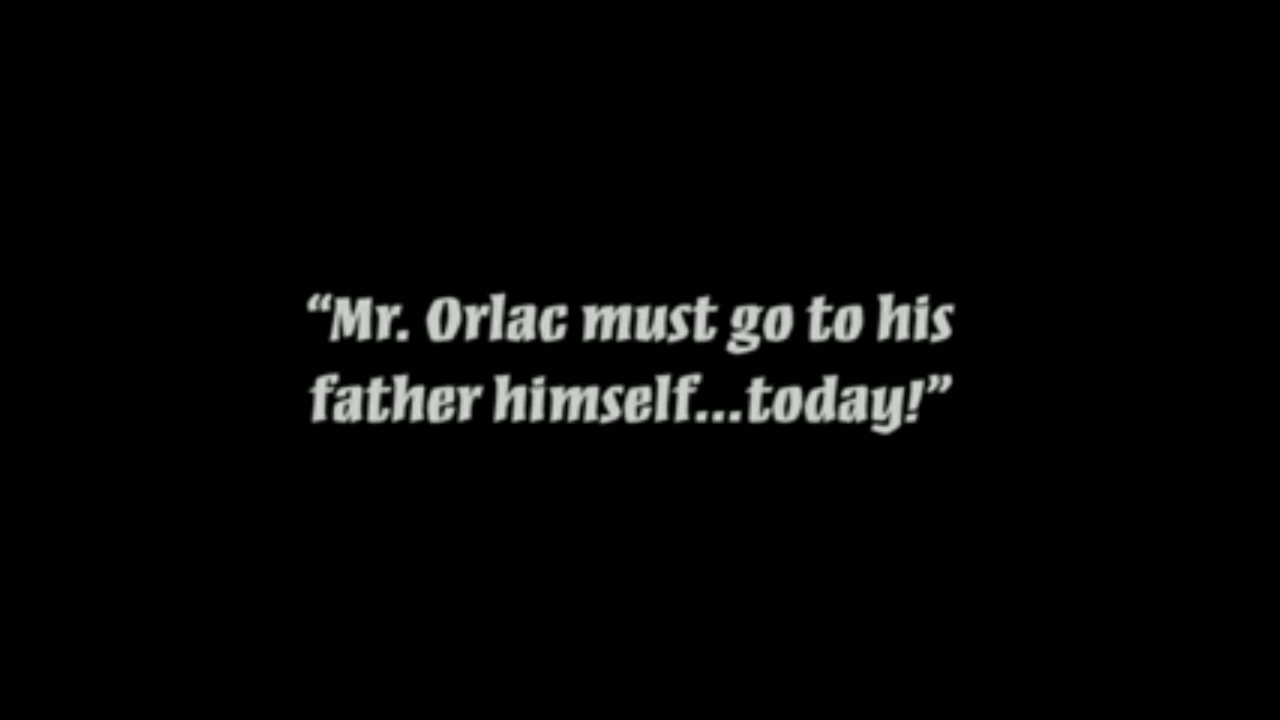 “Mr. Orlac must go to his
father himself...today!”